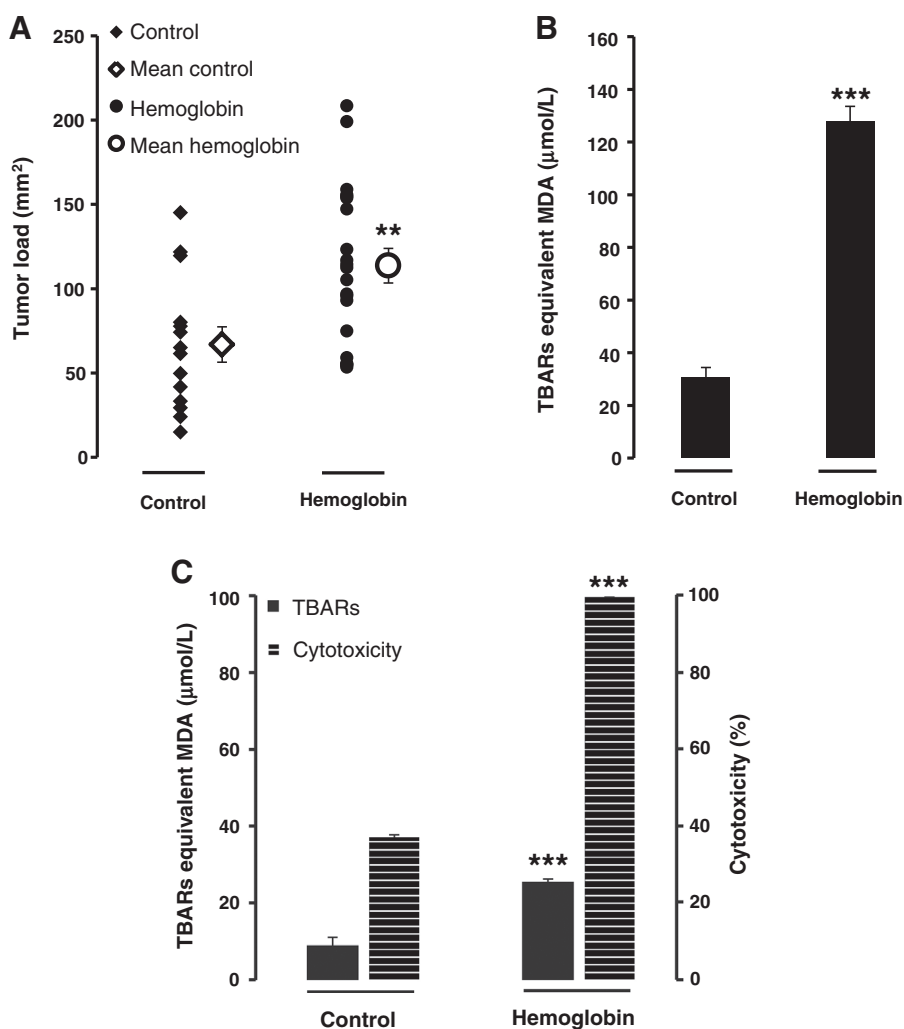 A
Tumor load (mm²)
250
200
150
100
50
0
Control
Mean control
Hemoglobin
Mean hemoglobin
**
Control
Hemoglobin
B
TBARs equivalent MDA (μmol/L)
160
140
120
100
80
60
40
20
0
***
Control
Hemoglobin
C
TBARs equivalent MDA (μmol/L)
100
80
60
40
20
0
TBARs
Cytotoxicity
***
***
100
80
60
40
20
0
Cytotoxicity (%)
Control
Hemoglobin